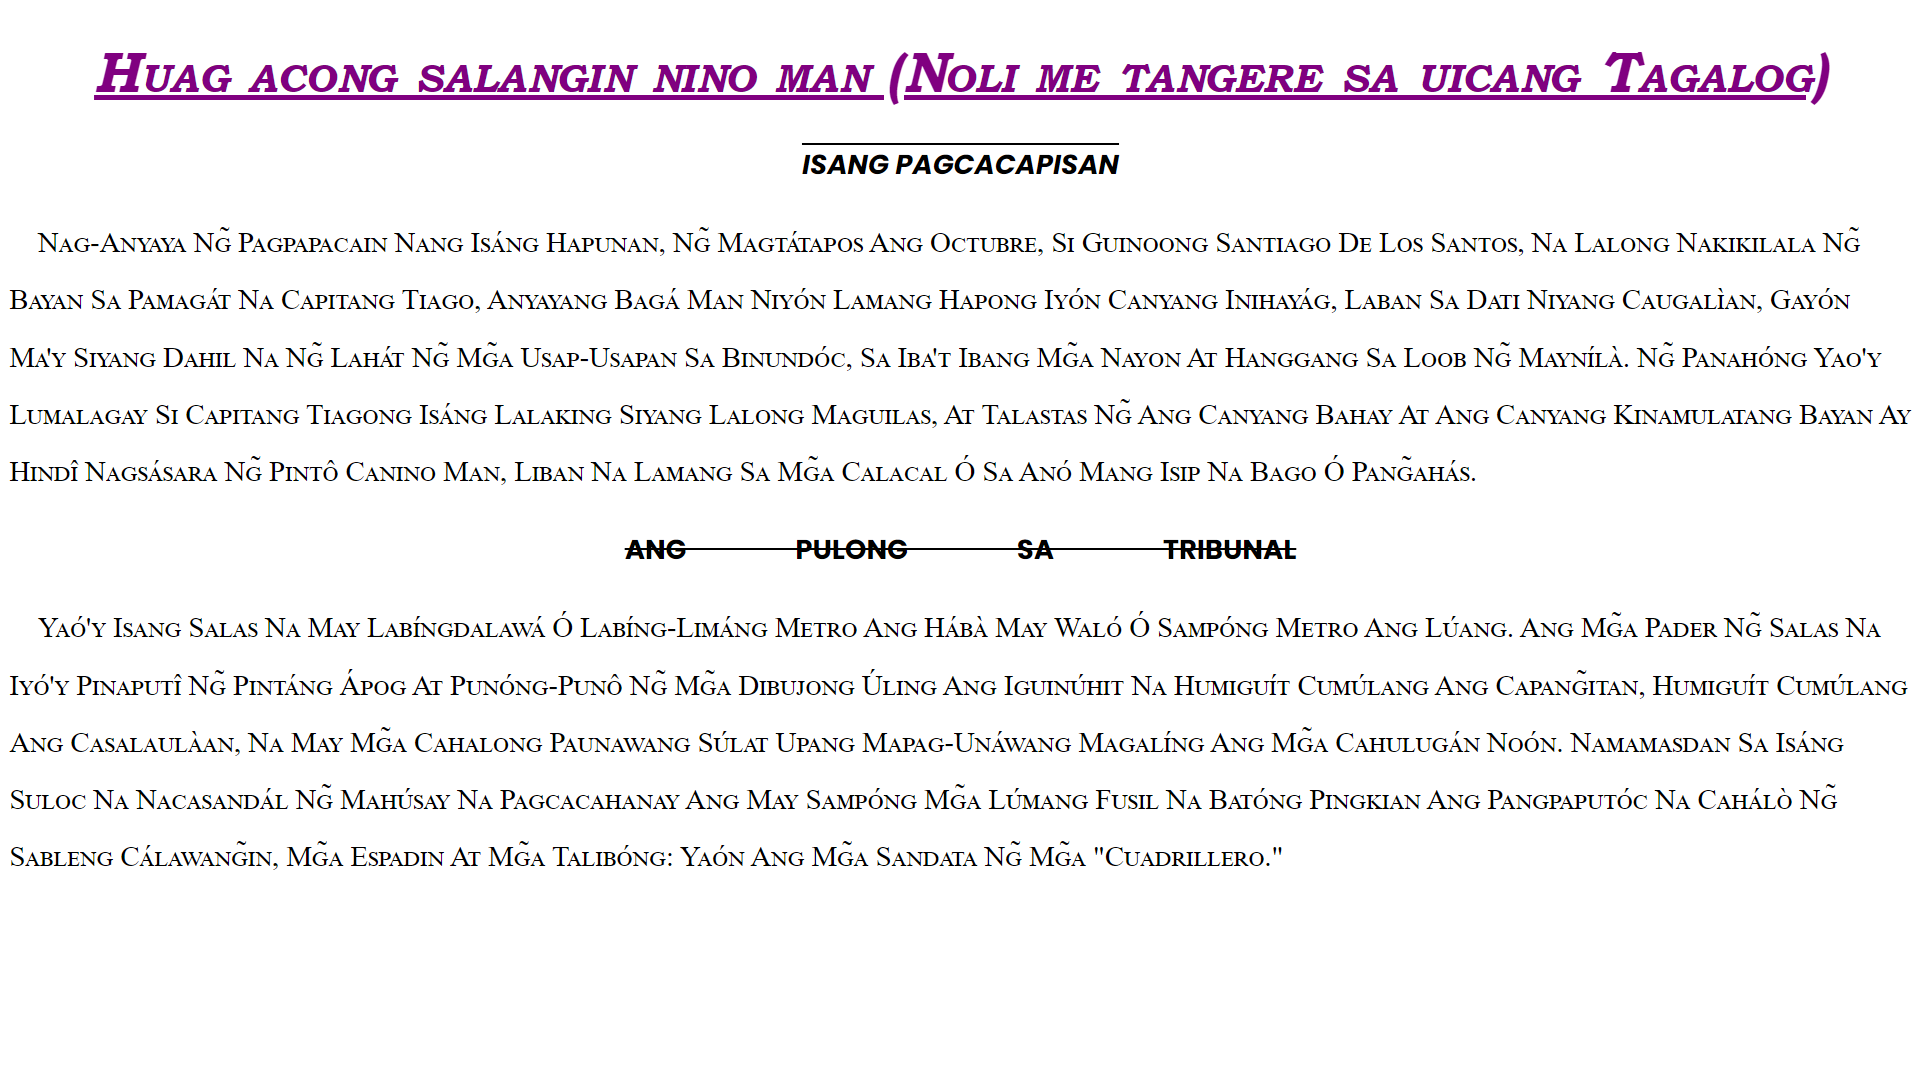 Huag acong salangin nino man (Noli me tangere sa uicang Tagalog)
ISANG PAGCACAPISAN
Nag-Anyaya Ng̃ Pagpapacain Nang Isáng Hapunan, Ng̃ Magtátapos Ang Octubre, Si Guinoong Santiago De Los Santos, Na Lalong Nakikilala Ng̃
Bayan Sa Pamagát Na Capitang Tiago, Anyayang Bagá Man Niyón Lamang Hapong Iyón Canyang Inihayág, Laban Sa Dati Niyang Caugalìan, Gayón
Ma'y Siyang Dahil Na Ng̃ Lahát Ng̃ Mg̃a Usap-Usapan Sa Binundóc, Sa Iba't Ibang Mg̃a Nayon At Hanggang Sa Loob Ng̃ Maynílà. Ng̃ Panahóng Yao'y
Lumalagay Si Capitang Tiagong Isáng Lalaking Siyang Lalong Maguilas, At Talastas Ng̃ Ang Canyang Bahay At Ang Canyang Kinamulatang Bayan Ay
Hindî Nagsásara Ng̃ Pintô Canino Man, Liban Na Lamang Sa Mg̃a Calacal Ó Sa Anó Mang Isip Na Bago Ó Pang̃ahás.
ANG PULONG SA TRIBUNAL
Yaó'y Isang Salas Na May Labíngdalawá Ó Labíng-Limáng Metro Ang Hábà May Waló Ó Sampóng Metro Ang Lúang. Ang Mg̃a Pader Ng̃ Salas Na
Iyó'y Pinaputî Ng̃ Pintáng Ápog At Punóng-Punô Ng̃ Mg̃a Dibujong Úling Ang Iguinúhit Na Humiguít Cumúlang Ang Capang̃itan, Humiguít Cumúlang
Ang Casalaulàan, Na May Mg̃a Cahalong Paunawang Súlat Upang Mapag-Unáwang Magalíng Ang Mg̃a Cahulugán Noón. Namamasdan Sa Isáng
Suloc Na Nacasandál Ng̃ Mahúsay Na Pagcacahanay Ang May Sampóng Mg̃a Lúmang Fusil Na Batóng Pingkian Ang Pangpaputóc Na Cahálò Ng̃
Sableng Cálawang̃in, Mg̃a Espadin At Mg̃a Talibóng: Yaón Ang Mg̃a Sandata Ng̃ Mg̃a "Cuadrillero."